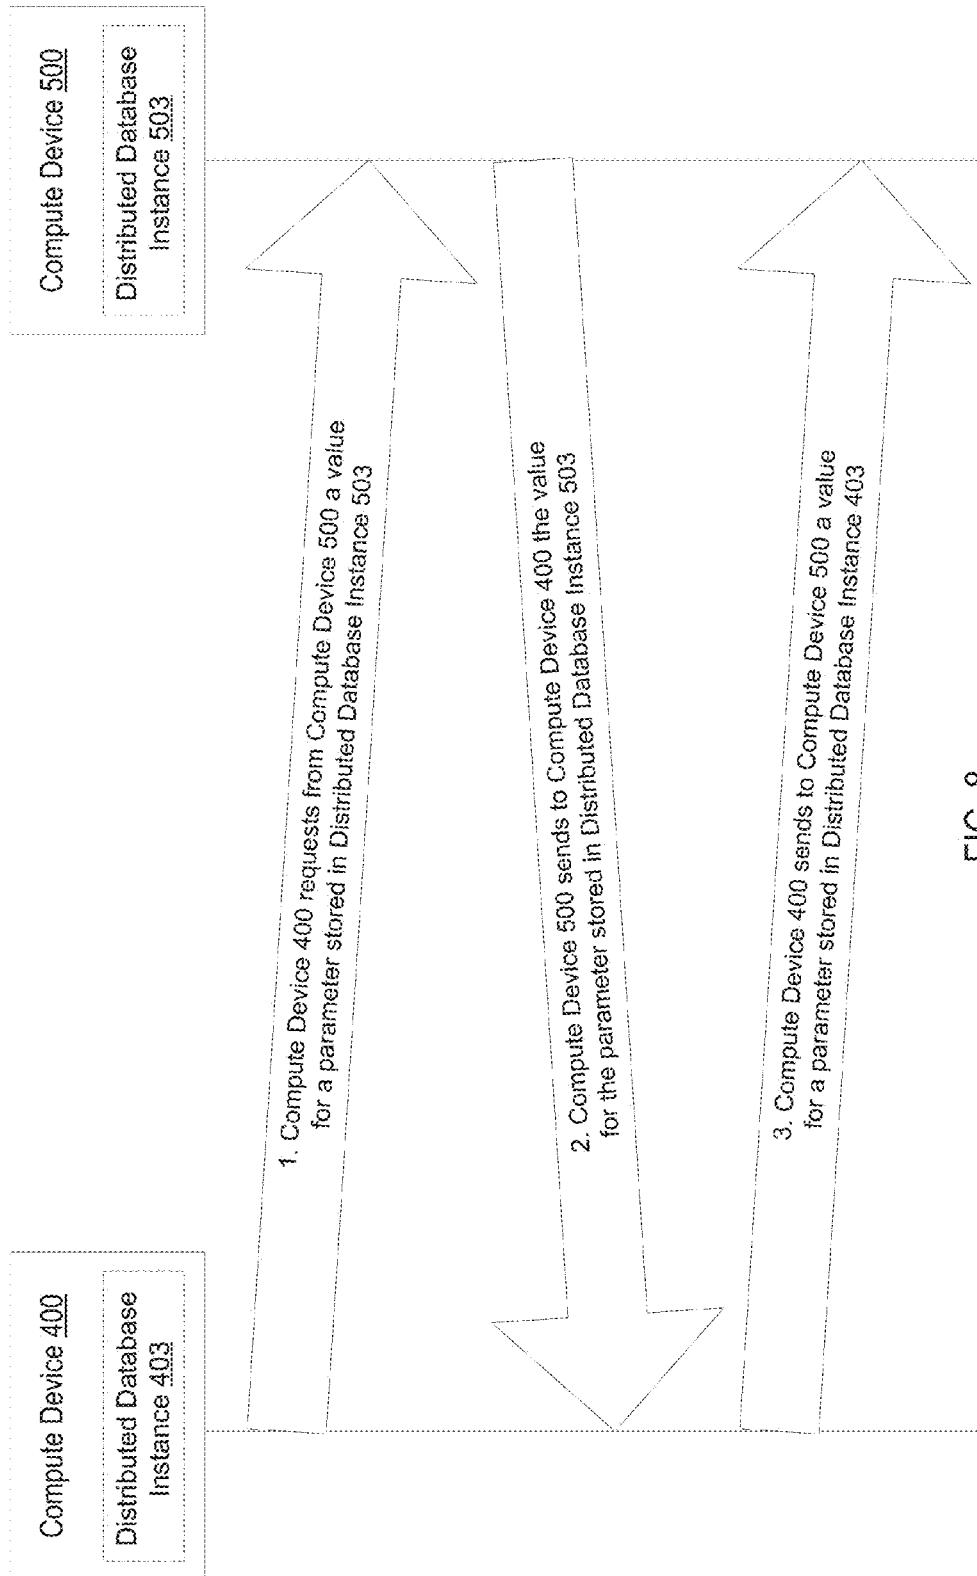 Compute Device 400
Distributed Database
Instance 403
Compute Device 500
Distributed Database
Instance 503
1. Compute Device 400 requests from Compute Device 500 a value
for a parameter stored in Distributed Database Instance 503
2. Compute Device 500 sends to Compute Device 400 the value
for the parameter stored in Distributed Database Instance 503
3. Compute Device 400 sends to Compute Device 500 a value
for a parameter stored in Distributed Database Instance 403
FIG.